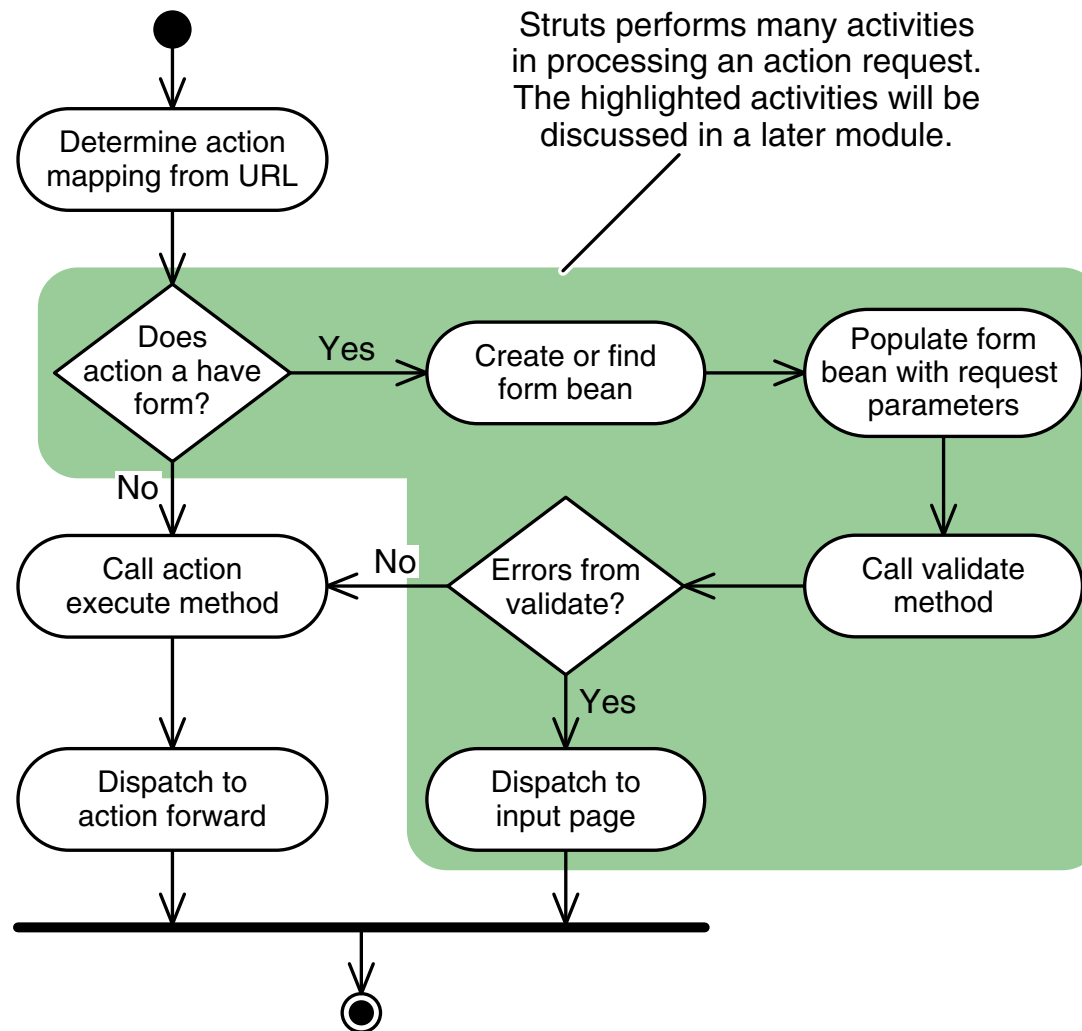 Struts performs many activities
in processing an action request.
The highlighted activities will be
discussed in a later module.
Determine action
mapping from URL
Does
action a have
form?
Yes
Create or find
form bean
Populate form
bean with request
parameters
No
Call action
execute method
No
Errors from
validate?
Call validate
method
Yes
Dispatch to
action forward
Dispatch to
input page